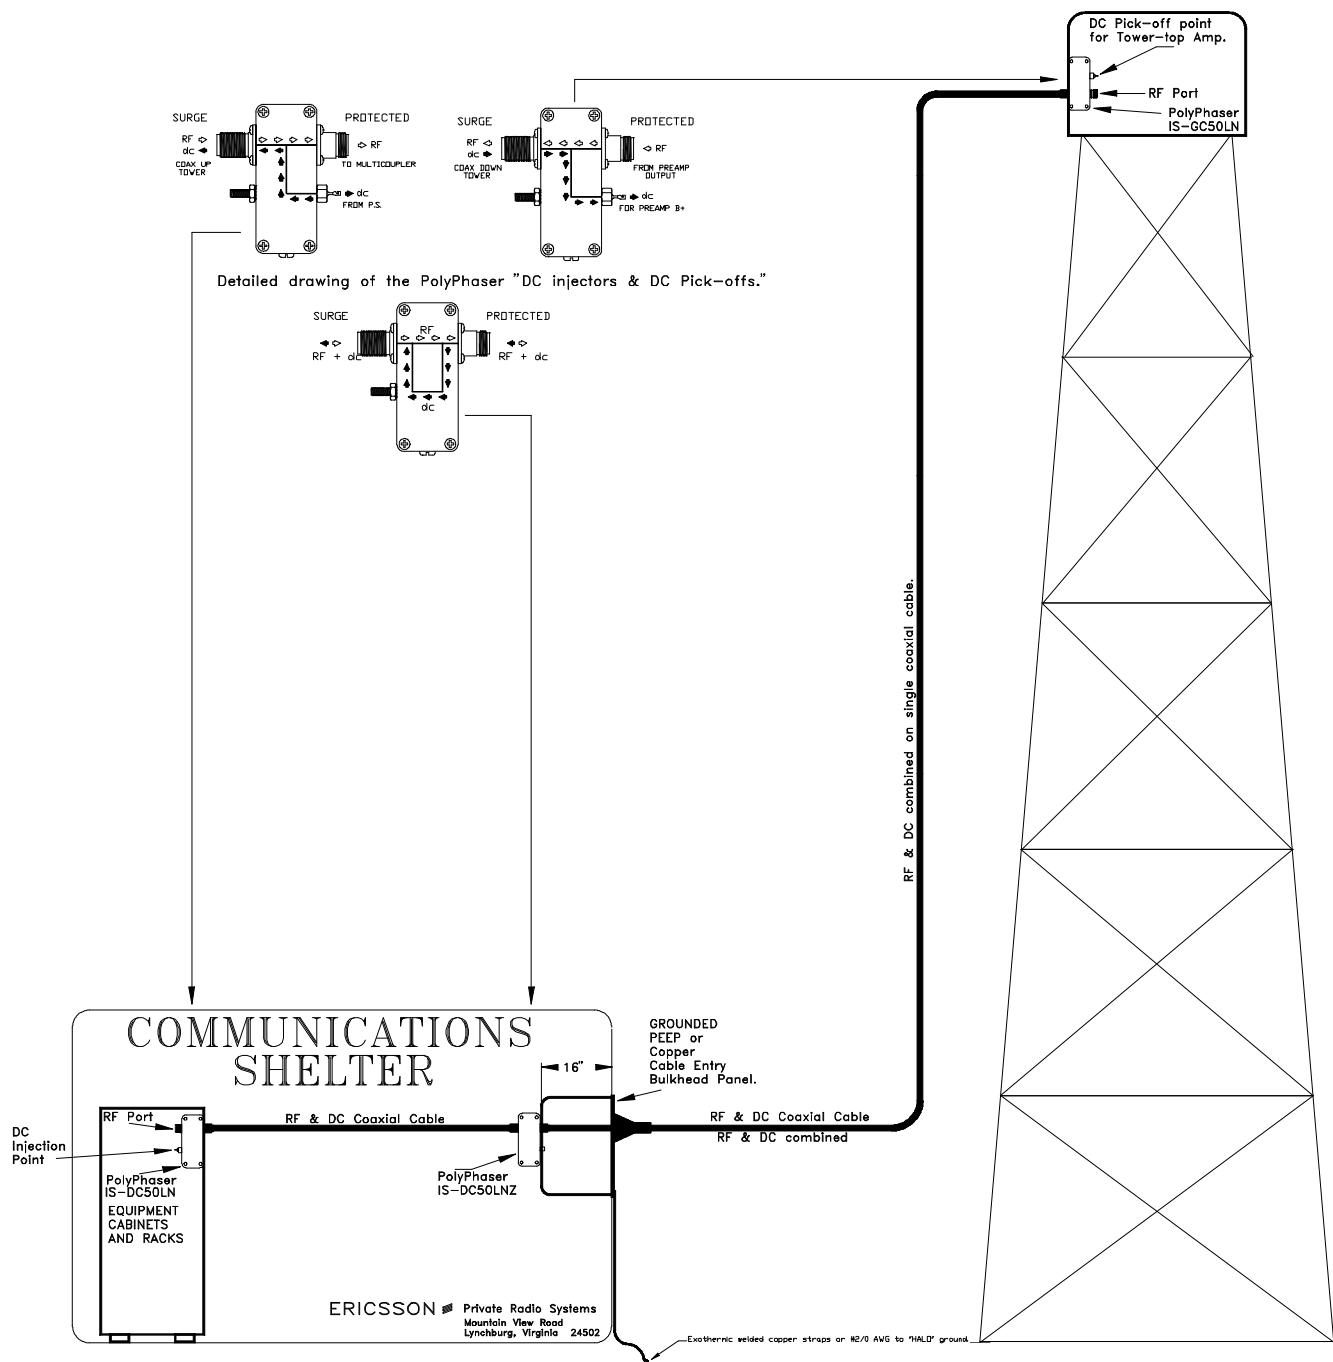 DC Pick-off point
for Tower-top Amp.
RF Port
PolyPhaser
IS-GC50LN
SURGE
PROTECTED
RF
dc
COAX UP
TOWER
RF
TO MULTICOUPLER
dc
FROM P.S.
SURGE
PROTECTED
RF
dc
COAX DOWN
TOWER
RF
FROM PREAMP
OUTPUT
dc
FOR PREAMP B+
Detailed drawing of the PolyPhaser "DC injectors & DC Pick-offs."
SURGE
PROTECTED
RF
RF + dc
RF + dc
dc
RF & DC combined on single coaxial cable.
COMMUNICATIONS
SHELTER
GROUNDED
PEEP or
Copper
Cable Entry
Bulkhead Panel.
16"
RF Port
RF & DC Coaxial Cable
RF & DC Coaxial Cable
RF & DC combined
DC
Injection
Point
PolyPhaser
IS-DC50LN
PolyPhaser
IS-DC50LNZ
EQUIPMENT
CABINETS
AND RACKS
ERICSSON
Private Radio Systems
Mountain View Road
Lynchburg, Virginia 24502
Exothermic welded copper straps or #2/0 AWG to "HALO" ground